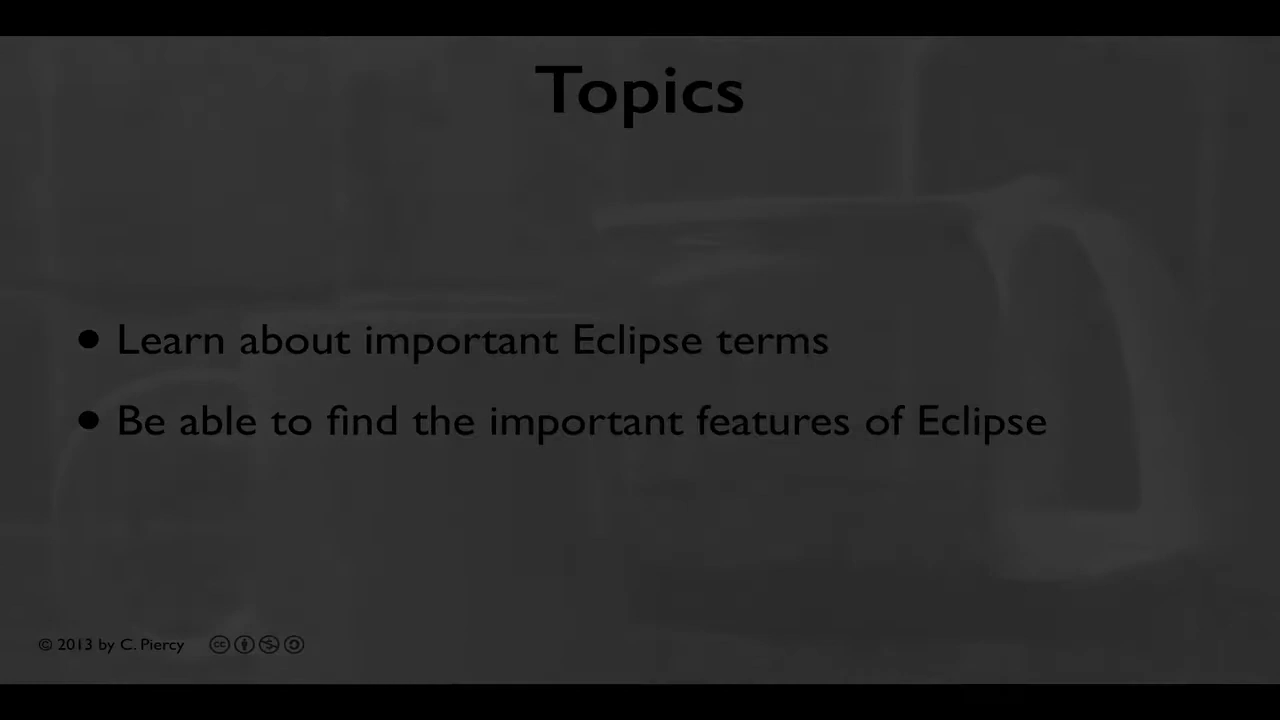 Topics
• Learn about important Eclipse terms
• Be able to find the important features of Eclipse
© 2013 by C. Piercy